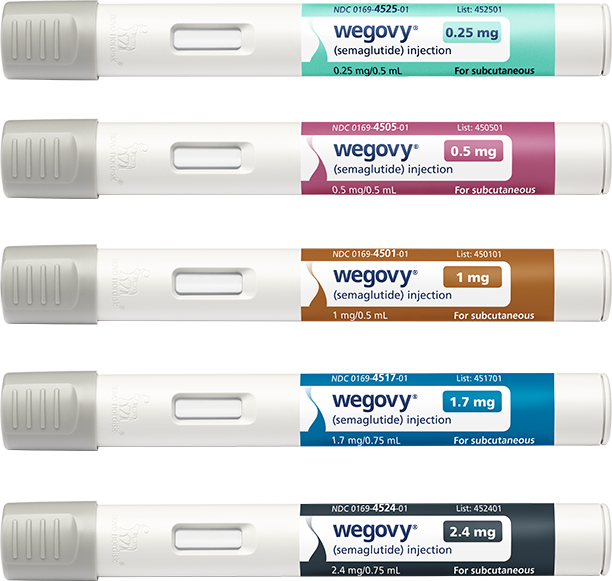 NDC 0169-4525-01 List: 452501
wegovy® 0.25 mg
(semaglutide) injection
0.25 mg/0.5 mL For subcutaneous
NDC 0169-4505-01 List: 450501
wegovy® 0.5 mg
(semaglutide) injection
0.5 mg/0.5 mL For subcutaneous
NDC 0169-4501-01 List: 450101
wegovy® 1 mg
(semaglutide) injection
1 mg/0.5 mL For subcutaneous
NDC 0169-4517-01 List: 451701
wegovy® 1.7 mg
(semaglutide) injection
1.7 mg/0.75 mL For subcutaneous
NDC 0169-4524-01 List: 452401
wegovy® 2.4 mg
(semaglutide) injection
2.4 mg/0.75 mL For subcutaneous